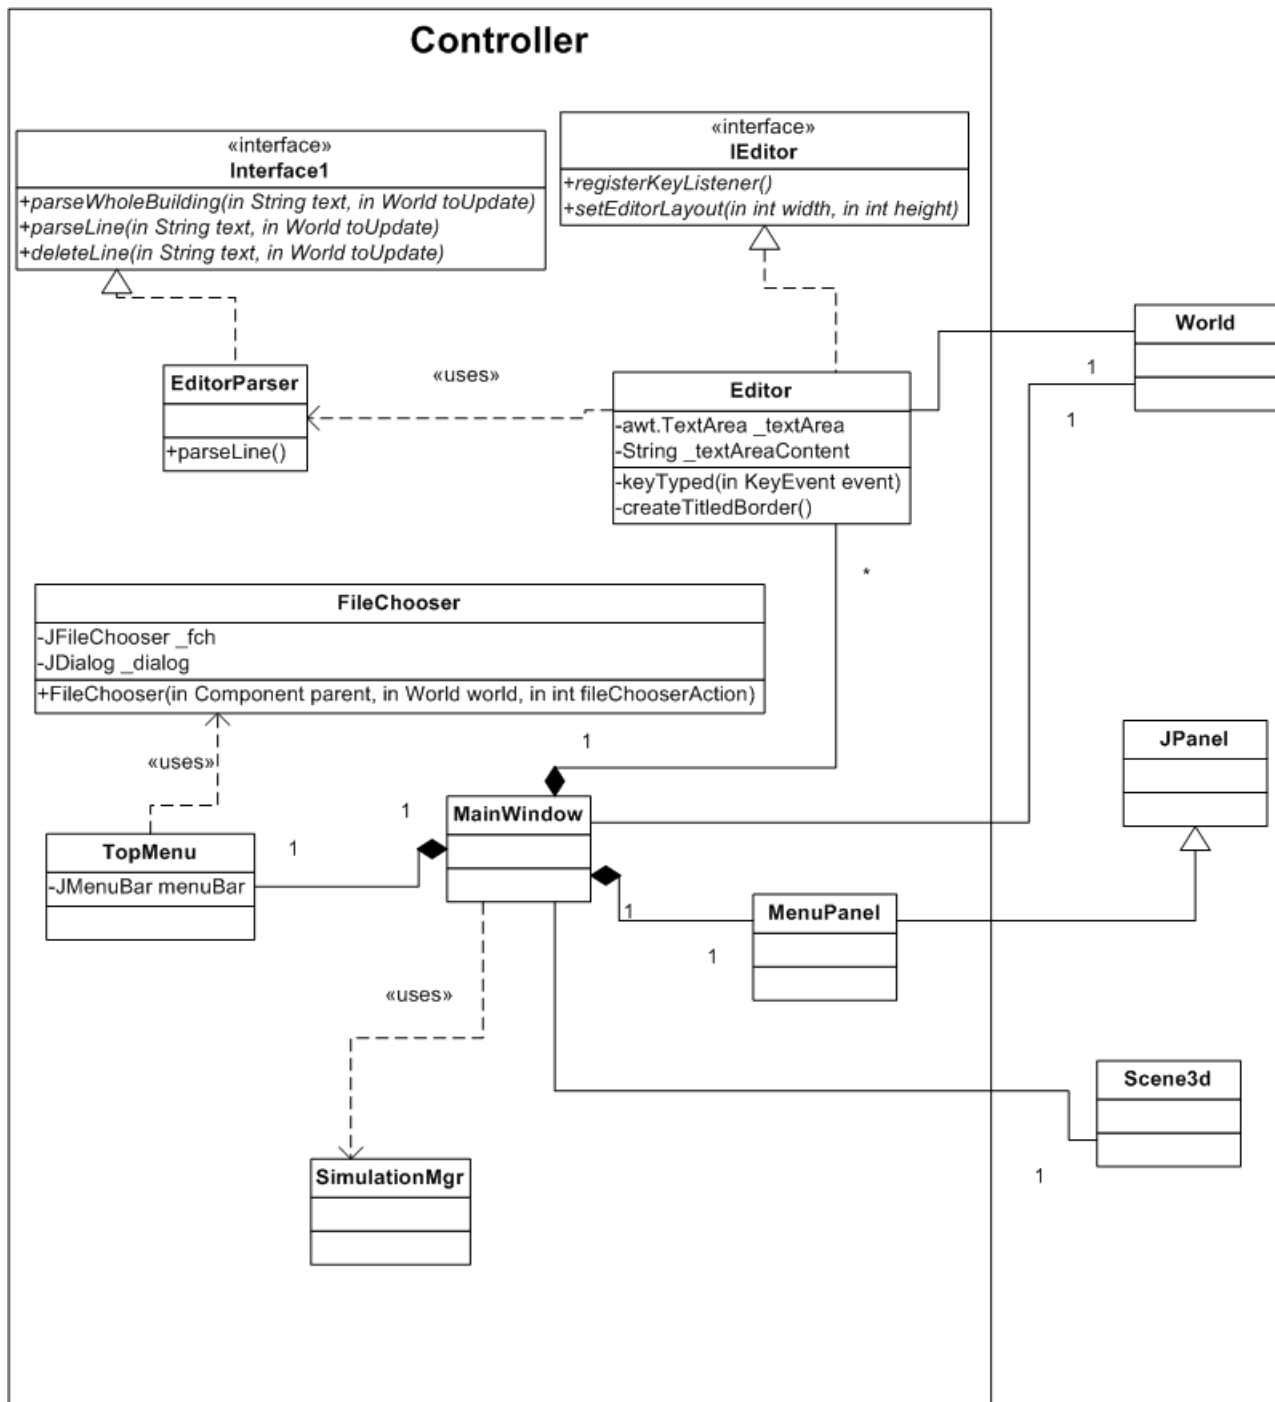 Controller
«interface»
Interface1
+parseWholeBuilding(in String text, in World toUpdate)
+parseLine(in String text, in World toUpdate)
+deleteLine(in String text, in World toUpdate)
«interface»
IEditor
+registerKeyListener()
+setEditorLayout(in int width, in int height)
World
EditorParser
+parseLine()
«uses»
Editor
-awt.TextArea _textArea
-String _textAreaContent
-keyTyped(in KeyEvent event)
-createTitledBorder()
1
1
*
FileChooser
-JFileChooser _fch
-JDialog _dialog
+FileChooser(in Component parent, in World world, in int fileChooserAction)
«uses»
1
JPanel
1
MainWindow
TopMenu
-JMenuBar menuBar
1
1
MenuPanel
1
«uses»
Scene3d
1
SimulationMgr